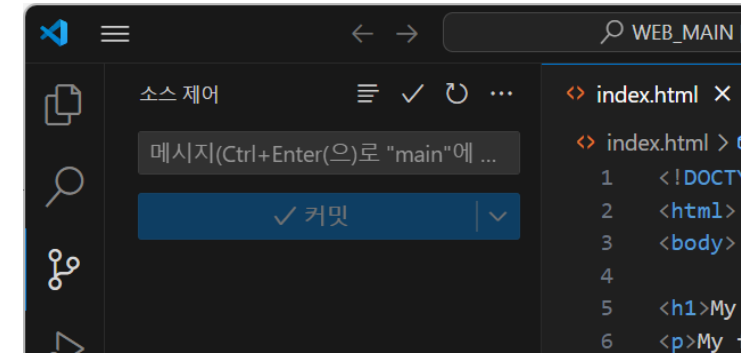 WEB_MAIN
소스 제어
index.html
메시지(Ctrl+Enter(으)로 "main"에 ...
index.html >
커밋
1 <!DOCTY
2 <html>
3 <body>
4
5 <h1>My
6 <p>My